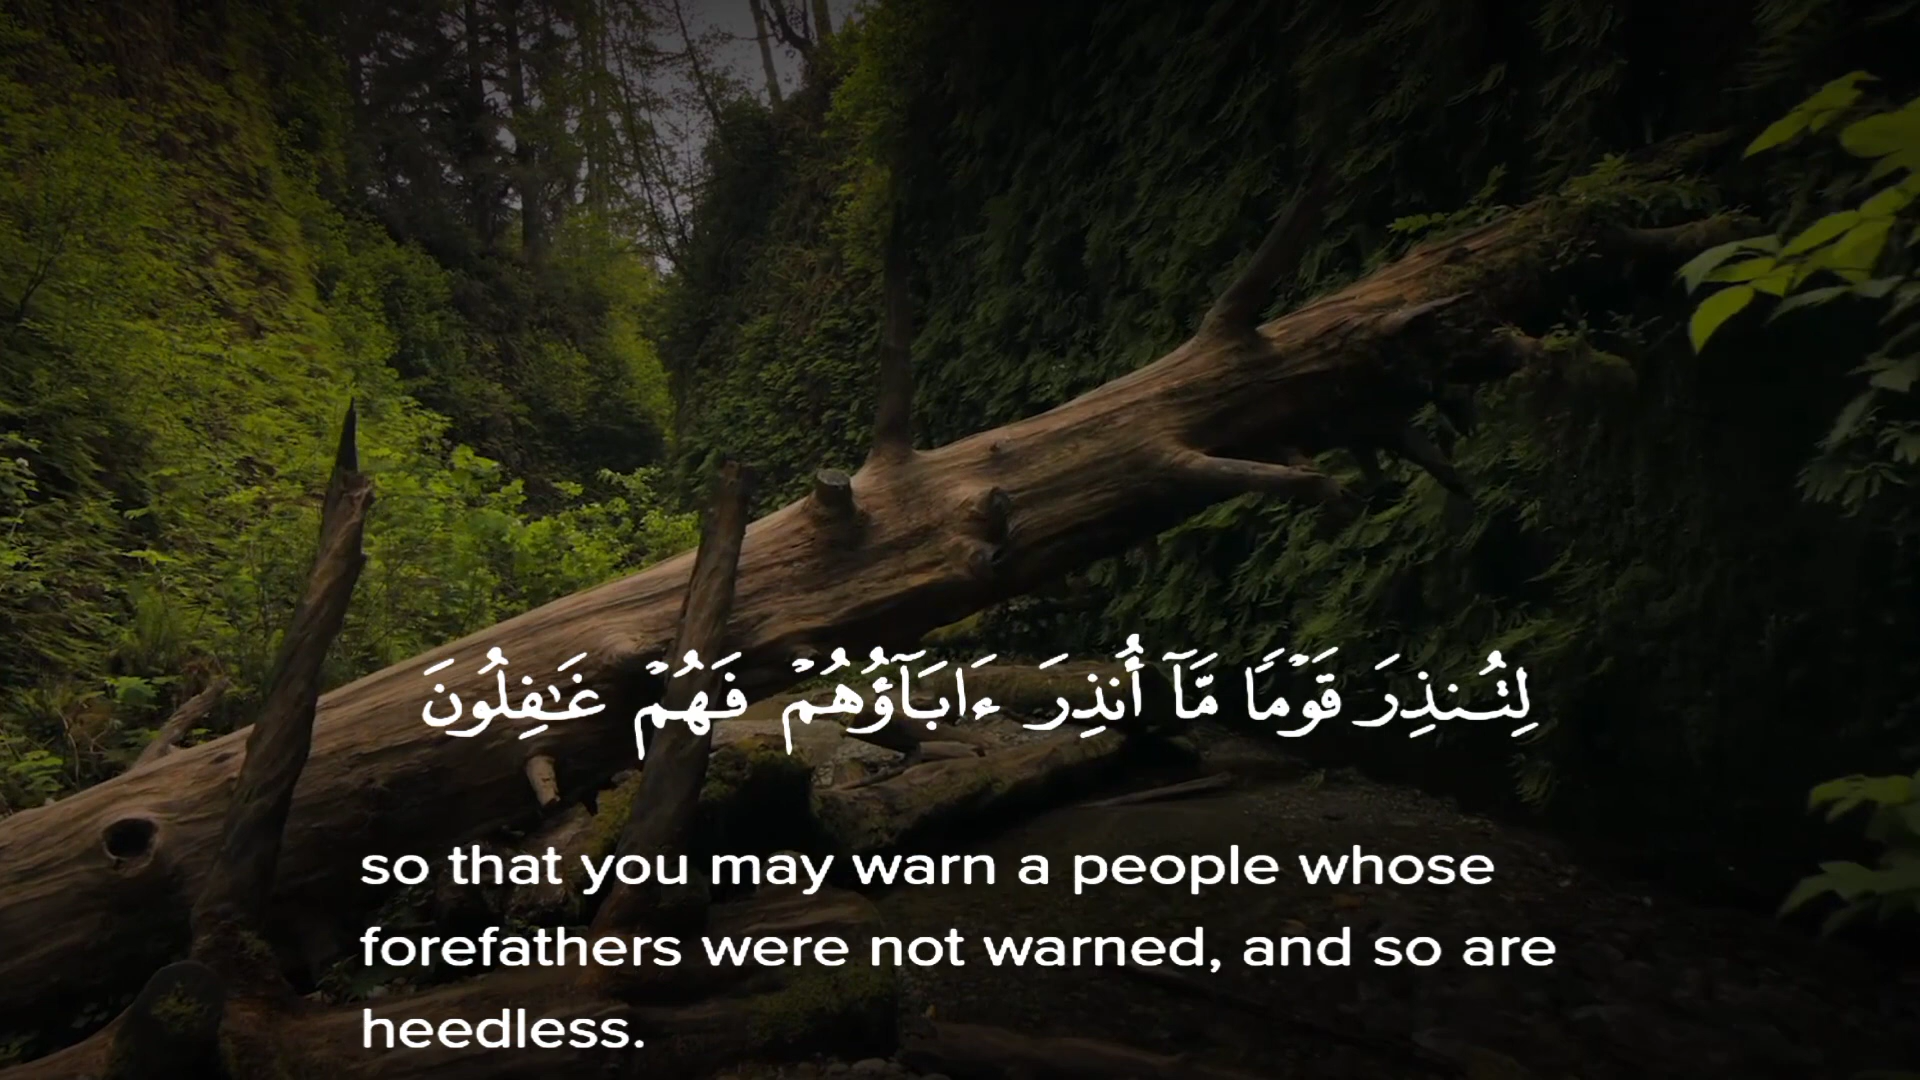 لِتُنذِرَ قَوْمًا مَّآ أُنذِرَ ءَابَآؤُهُمْ فَهُمْ غَـٰفِلُونَ
so that you may warn a people whose
forefathers were not warned, and so are
heedless.